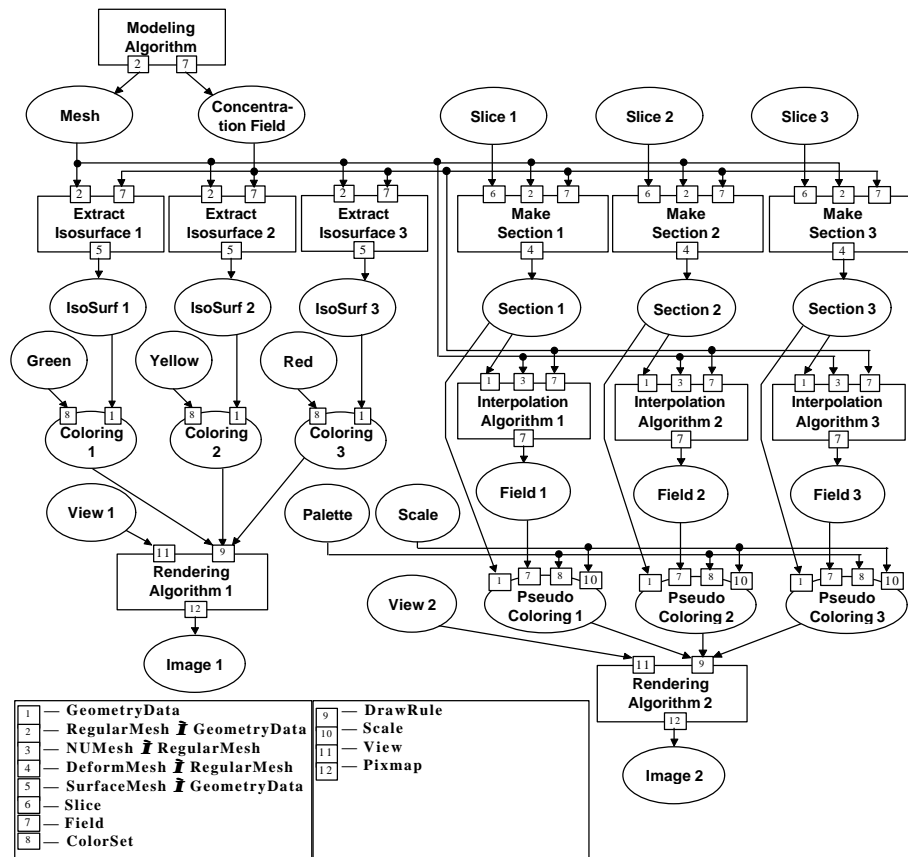 Modeling
Algorithm
2 7
Mesh
Concentra-
tion Field
Slice 1
Slice 2
Slice 3
2 7
2 7
2 7
6 2 7
6 2 7
6 2 7
Extract
Isosurface 1
Extract
Isosurface 2
Extract
Isosurface 3
Make
Section 1
Make
Section 2
Make
Section 3
5
5
5
4
4
4
IsoSurf 1
IsoSurf 2
IsoSurf 3
Section 1
Section 2
Section 3
Green
Yellow
Red
1 3 7
1 3 7
1 3 7
Interpolation
Algorithm 1
Interpolation
Algorithm 2
Interpolation
Algorithm 3
8 1
8 1
8 1
Coloring
1
Coloring
2
Coloring
3
7
7
7
View 1
Palette
Scale
Field 1
Field 2
Field 3
11 9
Rendering
Algorithm 1
12
1 7 8 10
1 7 8 10
1 7 8 10
Pseudo
Coloring 1
Pseudo
Coloring 2
Pseudo
Coloring 3
View 2
Image 1
11 9
Rendering
Algorithm 2
12
Image 2
1 — GeometryData
2 — RegularMesh GeometryData
3 — NUMesh RegularMesh
4 — DeformMesh RegularMesh
5 — SurfaceMesh GeometryData
6 — Slice
7 — Field
8 — ColorSet
9 — DrawRule
10 — Scale
11 — View
12 — Pixmap